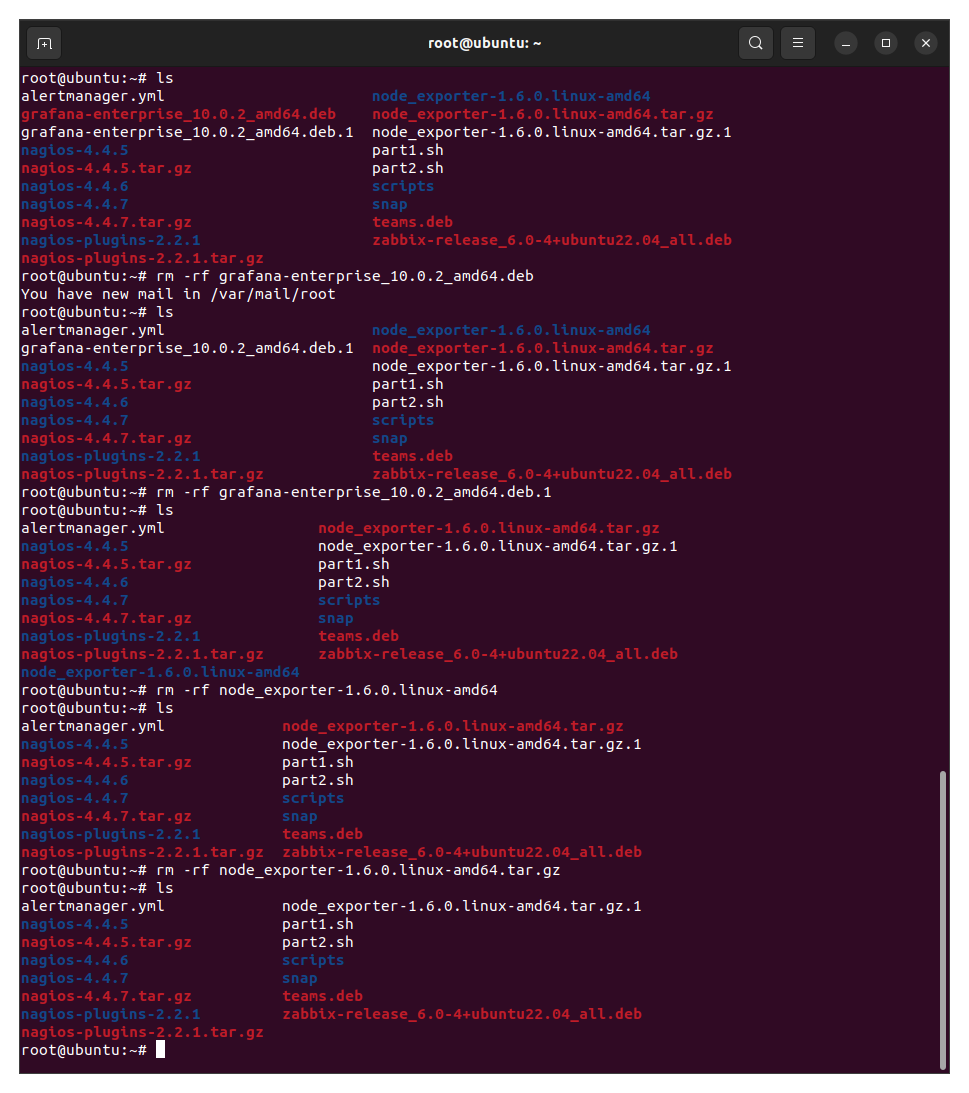 root@ubuntu: ~
root@ubuntu:~# ls
alertmanager.yml node_exporter-1.6.0.linux-amd64
grafana-enterprise_10.0.2_amd64.deb node_exporter-1.6.0.linux-amd64.tar.gz
grafana-enterprise_10.0.2_amd64.deb.1 node_exporter-1.6.0.linux-amd64.tar.gz.1
nagios-4.4.5 part1.sh
nagios-4.4.5.tar.gz part2.sh
nagios-4.4.6 scripts
nagios-4.4.7 snap
nagios-4.4.7.tar.gz teams.deb
nagios-plugins-2.2.1 zabbix-release_6.0-4+ubuntu22.04_all.deb
nagios-plugins-2.2.1.tar.gz
root@ubuntu:~# rm -rf grafana-enterprise_10.0.2_amd64.deb
You have new mail in /var/mail/root
root@ubuntu:~# ls
alertmanager.yml node_exporter-1.6.0.linux-amd64
grafana-enterprise_10.0.2_amd64.deb.1 node_exporter-1.6.0.linux-amd64.tar.gz
nagios-4.4.5 node_exporter-1.6.0.linux-amd64.tar.gz.1
nagios-4.4.5.tar.gz part1.sh
nagios-4.4.6 part2.sh
nagios-4.4.7 scripts
nagios-4.4.7.tar.gz snap
nagios-plugins-2.2.1 teams.deb
nagios-plugins-2.2.1.tar.gz zabbix-release_6.0-4+ubuntu22.04_all.deb
root@ubuntu:~# rm -rf grafana-enterprise_10.0.2_amd64.deb.1
root@ubuntu:~# ls
alertmanager.yml node_exporter-1.6.0.linux-amd64.tar.gz
nagios-4.4.5 node_exporter-1.6.0.linux-amd64.tar.gz.1
nagios-4.4.5.tar.gz part1.sh
nagios-4.4.6 part2.sh
nagios-4.4.7 scripts
nagios-4.4.7.tar.gz snap
nagios-plugins-2.2.1 teams.deb
nagios-plugins-2.2.1.tar.gz zabbix-release_6.0-4+ubuntu22.04_all.deb
node_exporter-1.6.0.linux-amd64
root@ubuntu:~# rm -rf node_exporter-1.6.0.linux-amd64
root@ubuntu:~# ls
alertmanager.yml node_exporter-1.6.0.linux-amd64.tar.gz
nagios-4.4.5 node_exporter-1.6.0.linux-amd64.tar.gz.1
nagios-4.4.5.tar.gz part1.sh
nagios-4.4.6 part2.sh
nagios-4.4.7 scripts
nagios-4.4.7.tar.gz snap
nagios-plugins-2.2.1 teams.deb
nagios-plugins-2.2.1.tar.gz zabbix-release_6.0-4+ubuntu22.04_all.deb
root@ubuntu:~# rm -rf node_exporter-1.6.0.linux-amd64.tar.gz
root@ubuntu:~# ls
alertmanager.yml node_exporter-1.6.0.linux-amd64.tar.gz.1
nagios-4.4.5 part1.sh
nagios-4.4.5.tar.gz part2.sh
nagios-4.4.6 scripts
nagios-4.4.7 snap
nagios-4.4.7.tar.gz teams.deb
nagios-plugins-2.2.1 zabbix-release_6.0-4+ubuntu22.04_all.deb
nagios-plugins-2.2.1.tar.gz
root@ubuntu:~#